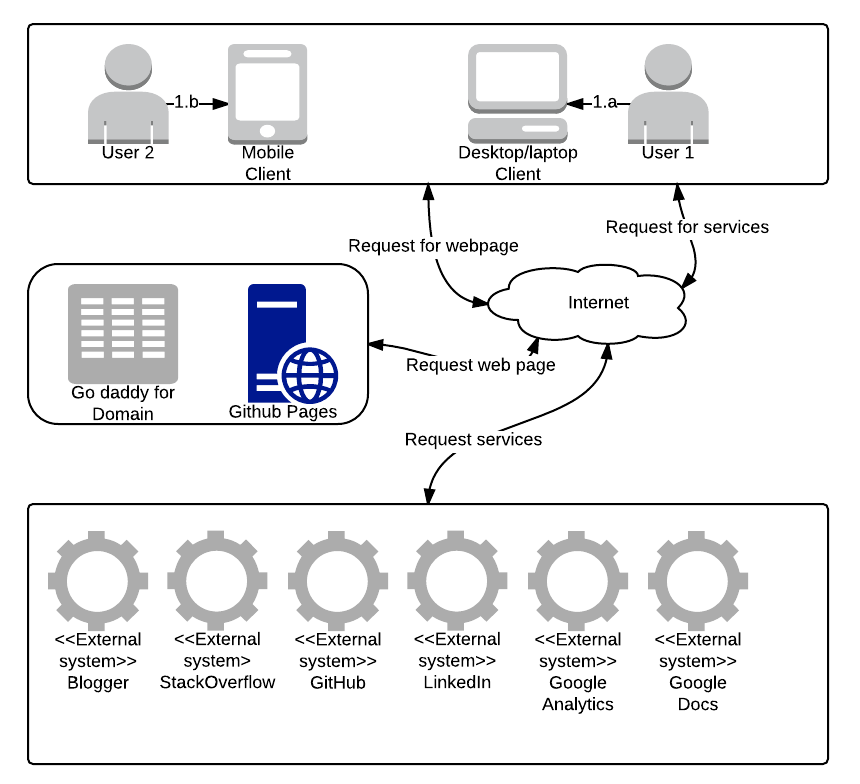 1.b
1.a
User 2
Mobile
Client
Desktop/laptop
Client
User 1
Request for services
Request for webpage
Internet
Request web page
Go daddy for
Domain
Github Pages
Request services
<<External
system>>
Blogger
<<External
system>
StackOverflow
<<External
system>>
GitHub
<<External
system>>
LinkedIn
<<External
system>>
Google
Analytics
<<External
system>>
Google
Docs